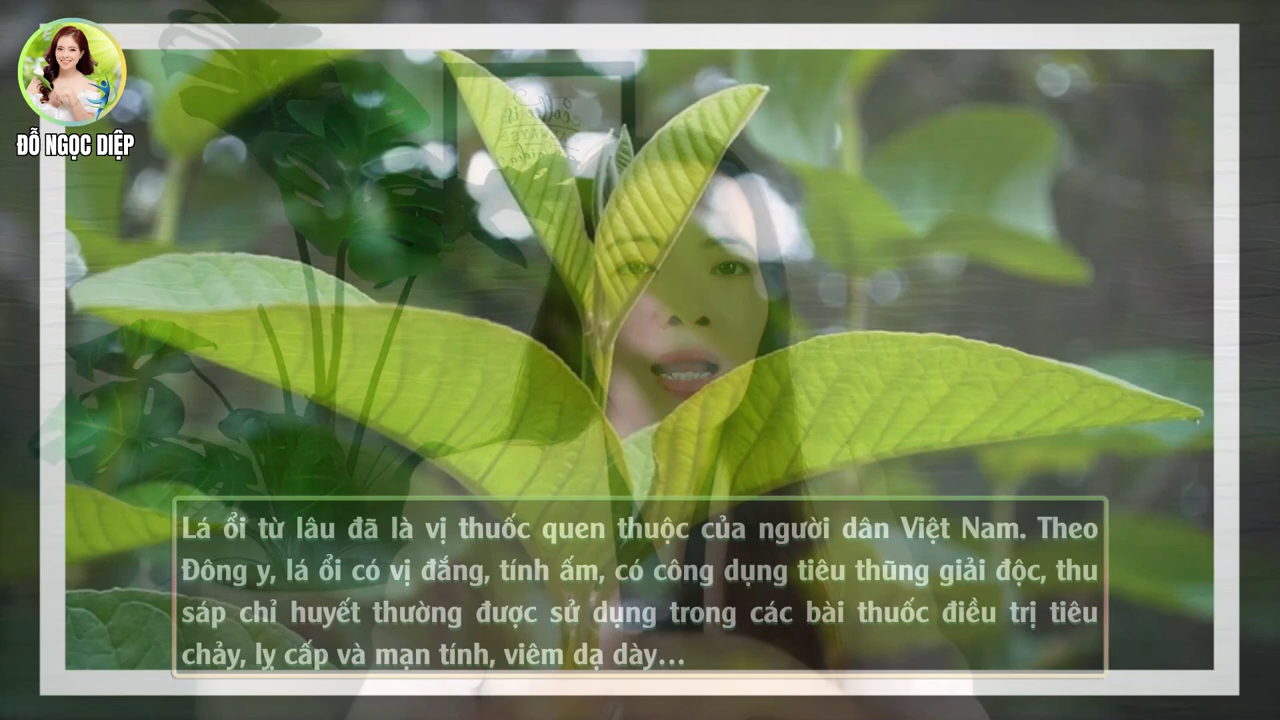 ĐỖ NGỌC DIỆP
Lá ổi từ lâu đã là vị thuốc quen thuộc của người dân Việt Nam. Theo
Đông y, lá ổi có vị đắng, tính ấm, có công dụng tiêu thũng giải độc, thu
sáp chỉ huyết thường được sử dụng trong các bài thuốc điều trị tiêu
chảy, lỵ cấp và mạn tính, viêm dạ dày...